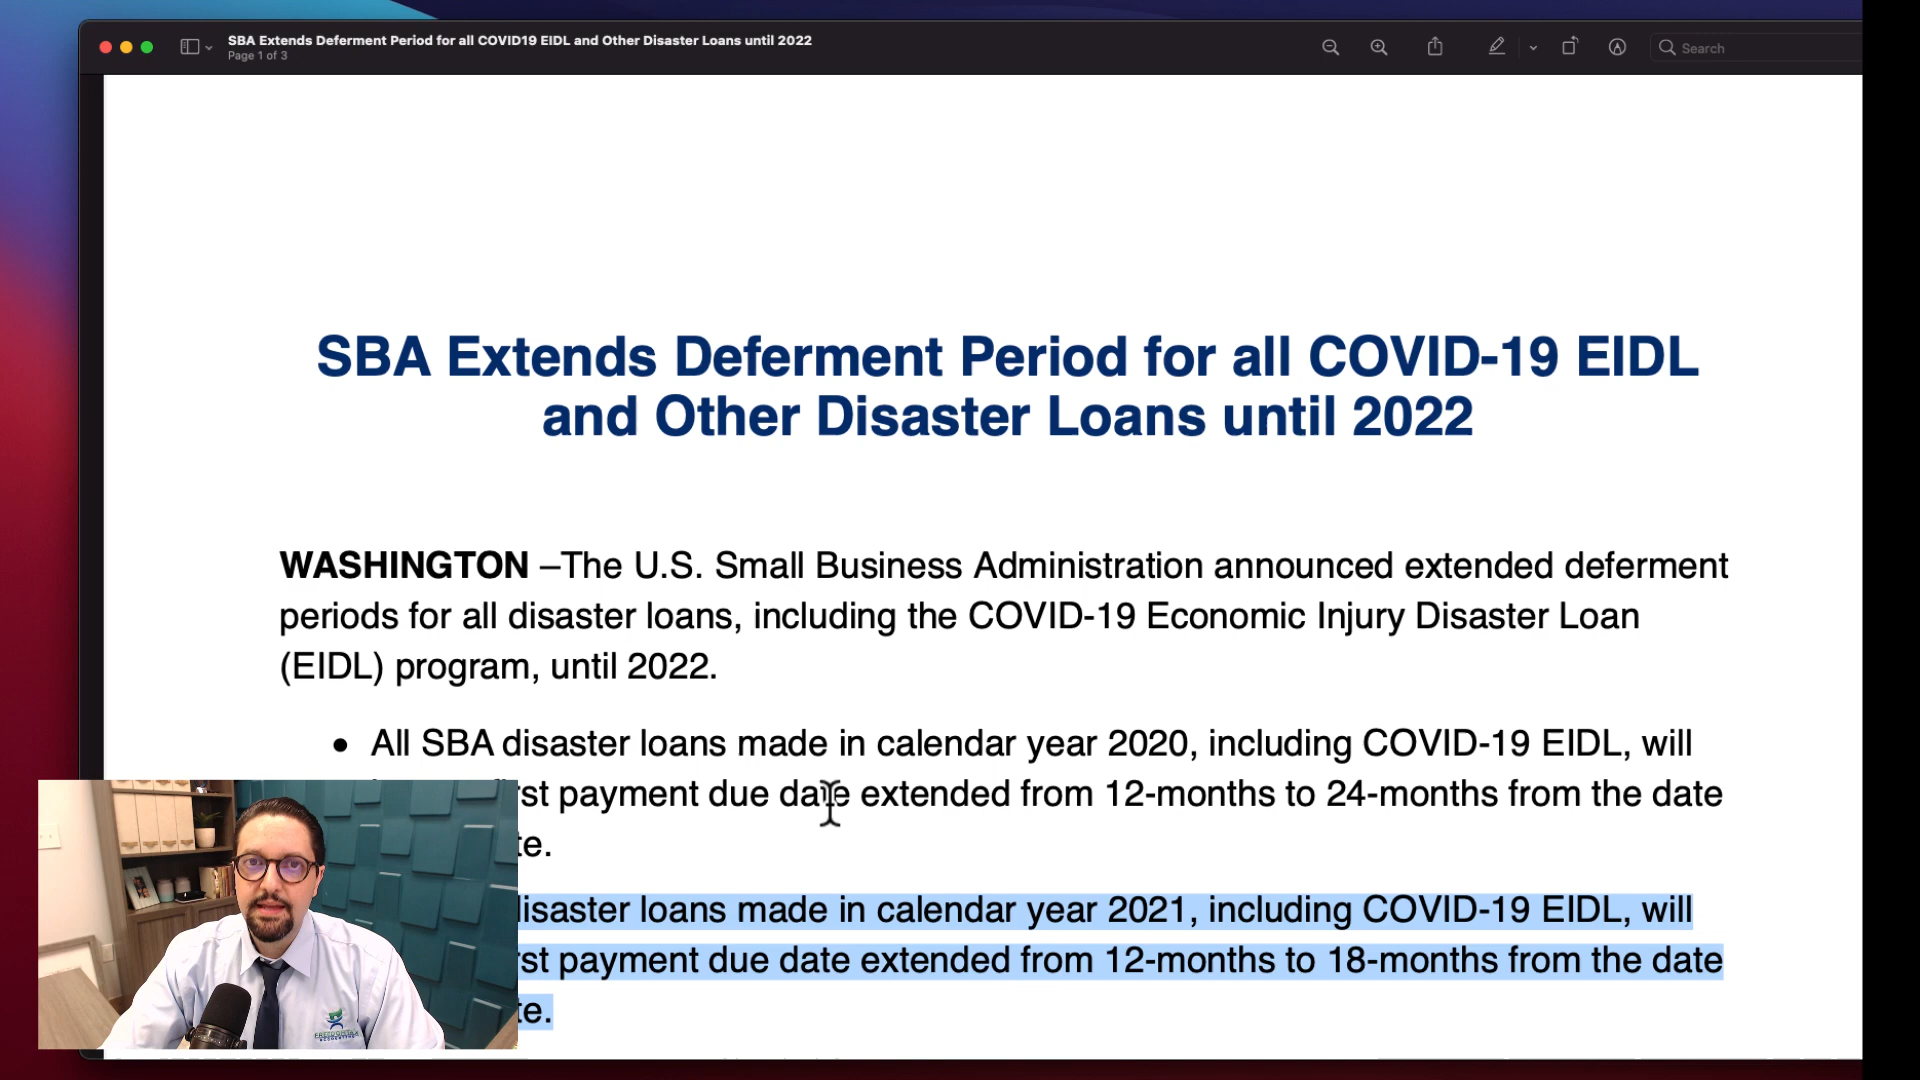 SBA Extends Deferment Period for all COVID19 EIDL and Other Disaster Loans until 2022
Page 1 of 3
Search
SBA Extends Deferment Period for all COVID-19 EIDL
and Other Disaster Loans until 2022
WASHINGTON –The U.S. Small Business Administration announced extended deferment
periods for all disaster loans, including the COVID-19 Economic Injury Disaster Loan
(EIDL) program, until 2022.
• All SBA disaster loans made in calendar year 2020, including COVID-19 EIDL, will
payment due date extended from 12-months to 24-months from the date
loans made in calendar year 2021, including COVID-19 EIDL, will
payment due date extended from 12-months to 18-months from the date